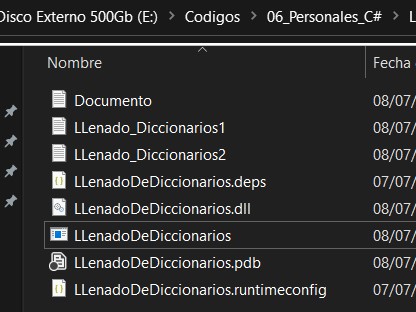 Disco Externo 500Gb (E:) > Codigos > 06_Personales_C# > LL
Nombre Fecha
Documento 08/07
LLenado_Diccionarios1 08/07
LLenado_Diccionarios2 08/07
LLenadoDeDiccionarios.deps 07/07
LLenadoDeDiccionarios.dll 08/07
LLenadoDeDiccionarios 08/07
LLenadoDeDiccionarios.pdb 08/07
LLenadoDeDiccionarios.runtimeconfig 07/07/